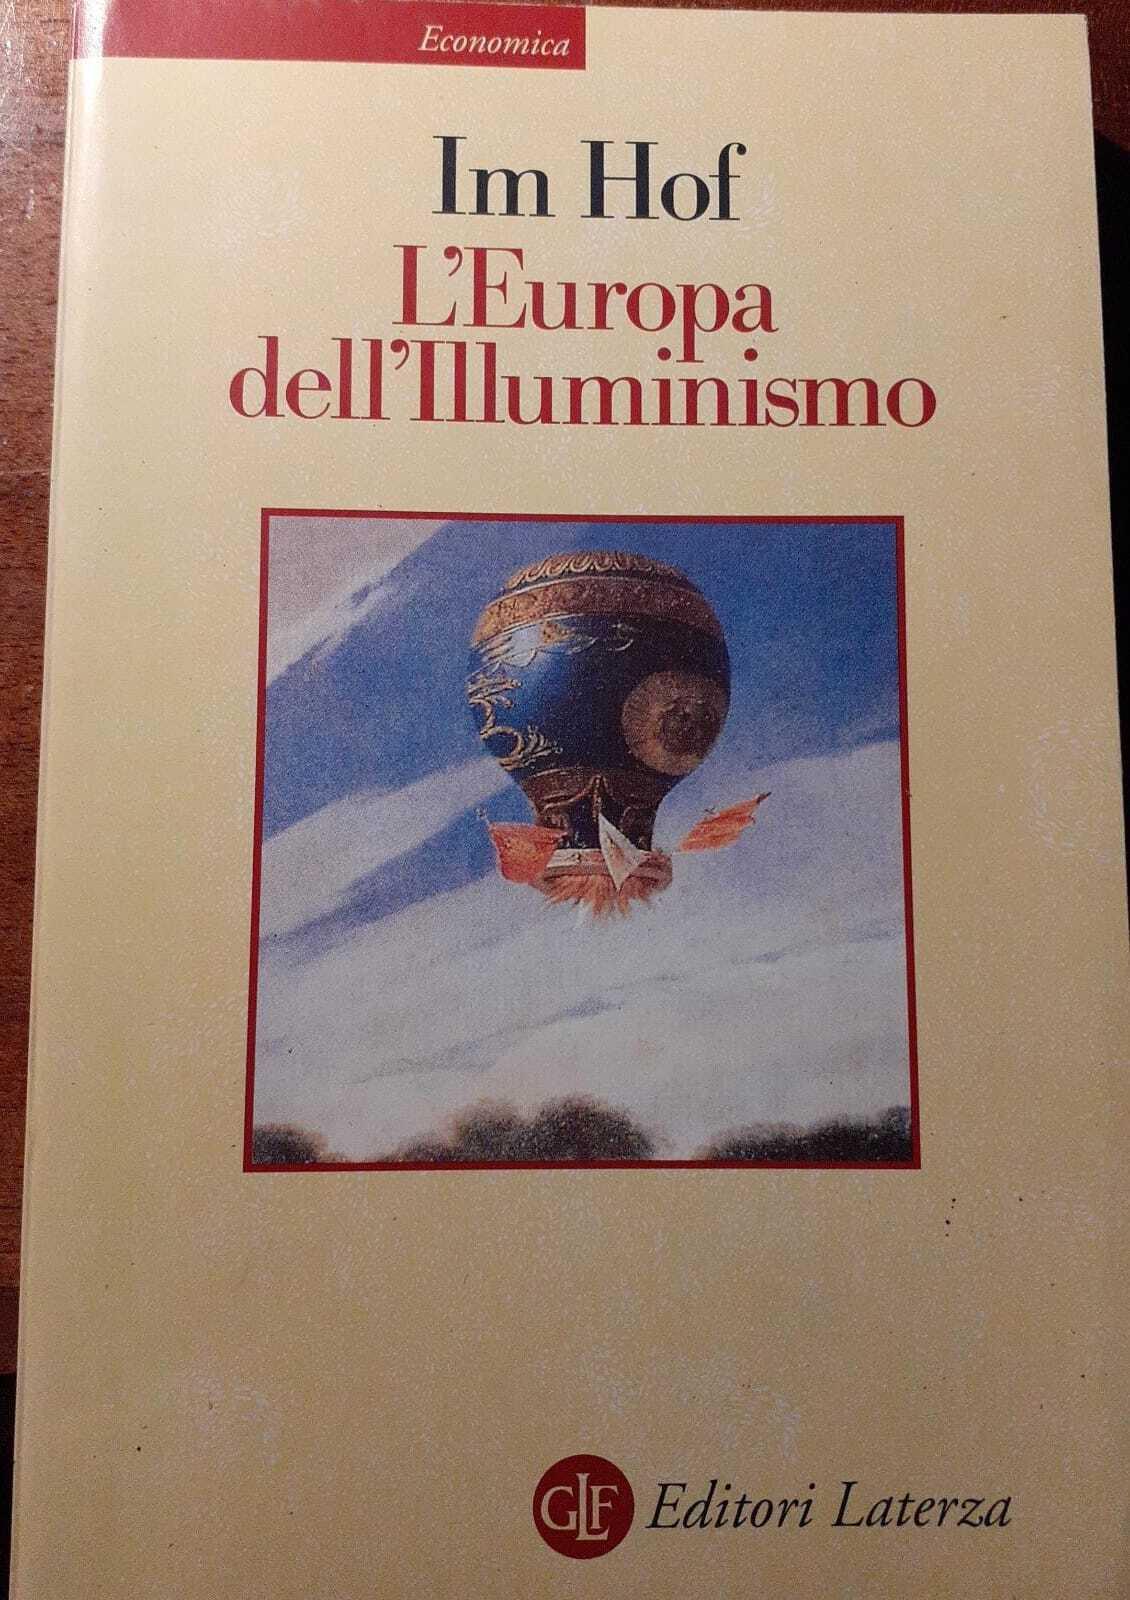 Economica
Im Hof
L'Europa
dell'Illuminismo
GLF Editori Laterza